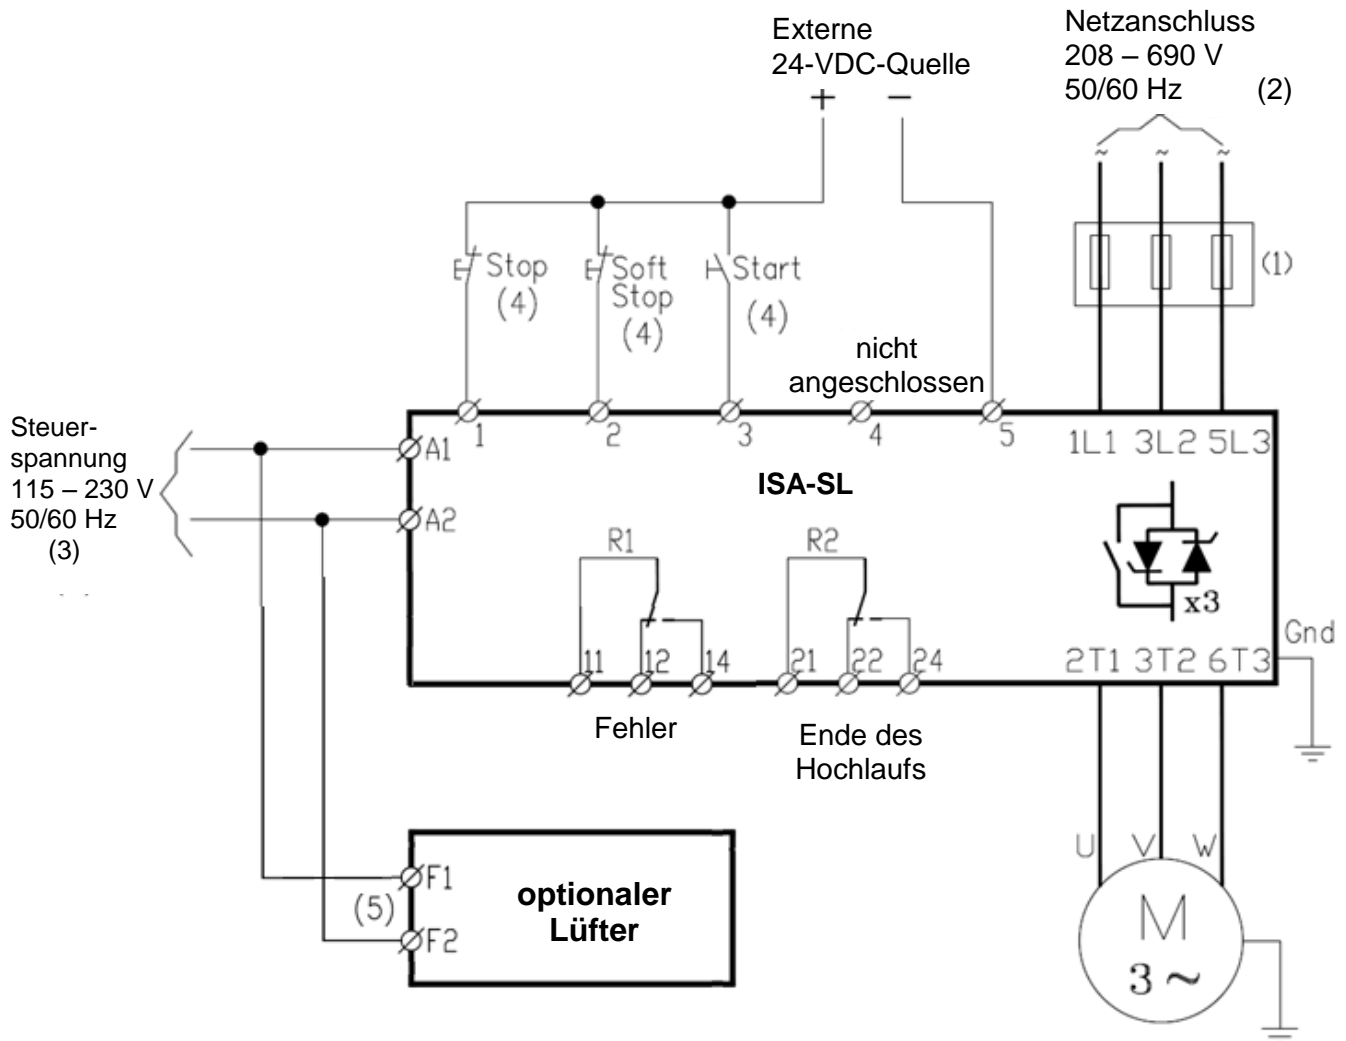 Externe
24-VDC-Quelle
+ −
Netzanschluss
208 – 690 V
50/60 Hz (2)
~ ~ ~
(1)
Stop
(4)
Soft
Stop
(4)
Start
(4)
nicht
angeschlossen
Steuer-
spannung
115 – 230 V
50/60 Hz
(3)
1 2 3 4 5
1L1 3L2 5L3
A1
A2
ISA-SL
R1 R2
x3
Gnd
11 12 14 21 22 24
2T1 3T2 6T3
Fehler
Ende des
Hochlaufs
U V W
F1
(5)
F2
optionaler
Lüfter
M
3 ~